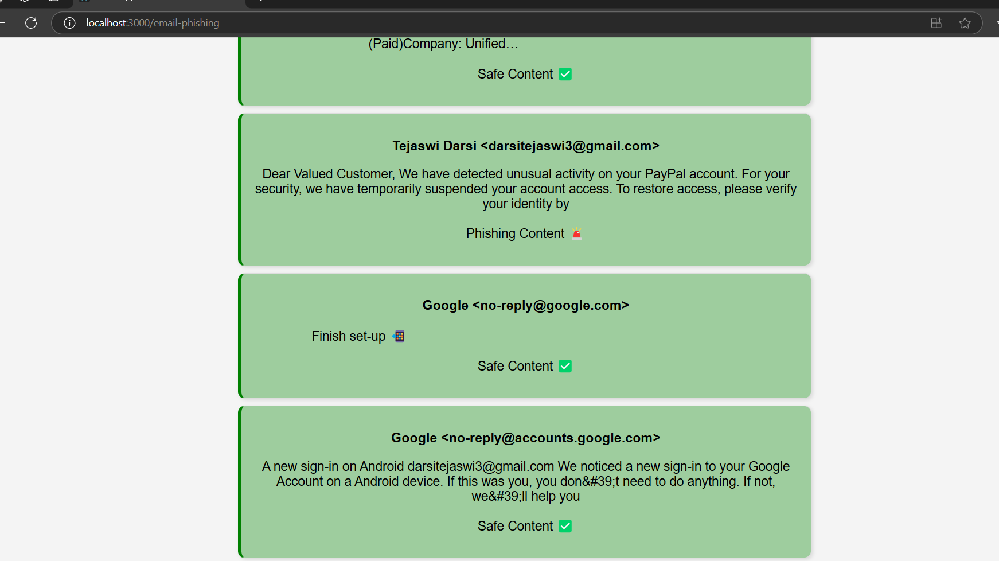 localhost:3000/email-phishing
(Paid)Company: Unified…
Safe Content ✅
Tejaswi Darsi <darsitejaswi3@gmail.com>
Dear Valued Customer, We have detected unusual activity on your PayPal account. For your
security, we have temporarily suspended your account access. To restore access, please verify
your identity by
Phishing Content 🚨
Google <no-reply@google.com>
Finish set-up 📲
Safe Content ✅
Google <no-reply@accounts.google.com>
A new sign-in on Android darsitejaswi3@gmail.com We noticed a new sign-in to your Google
Account on a Android device. If this was you, you don&#39;t need to do anything. If not,
we&#39;ll help you
Safe Content ✅